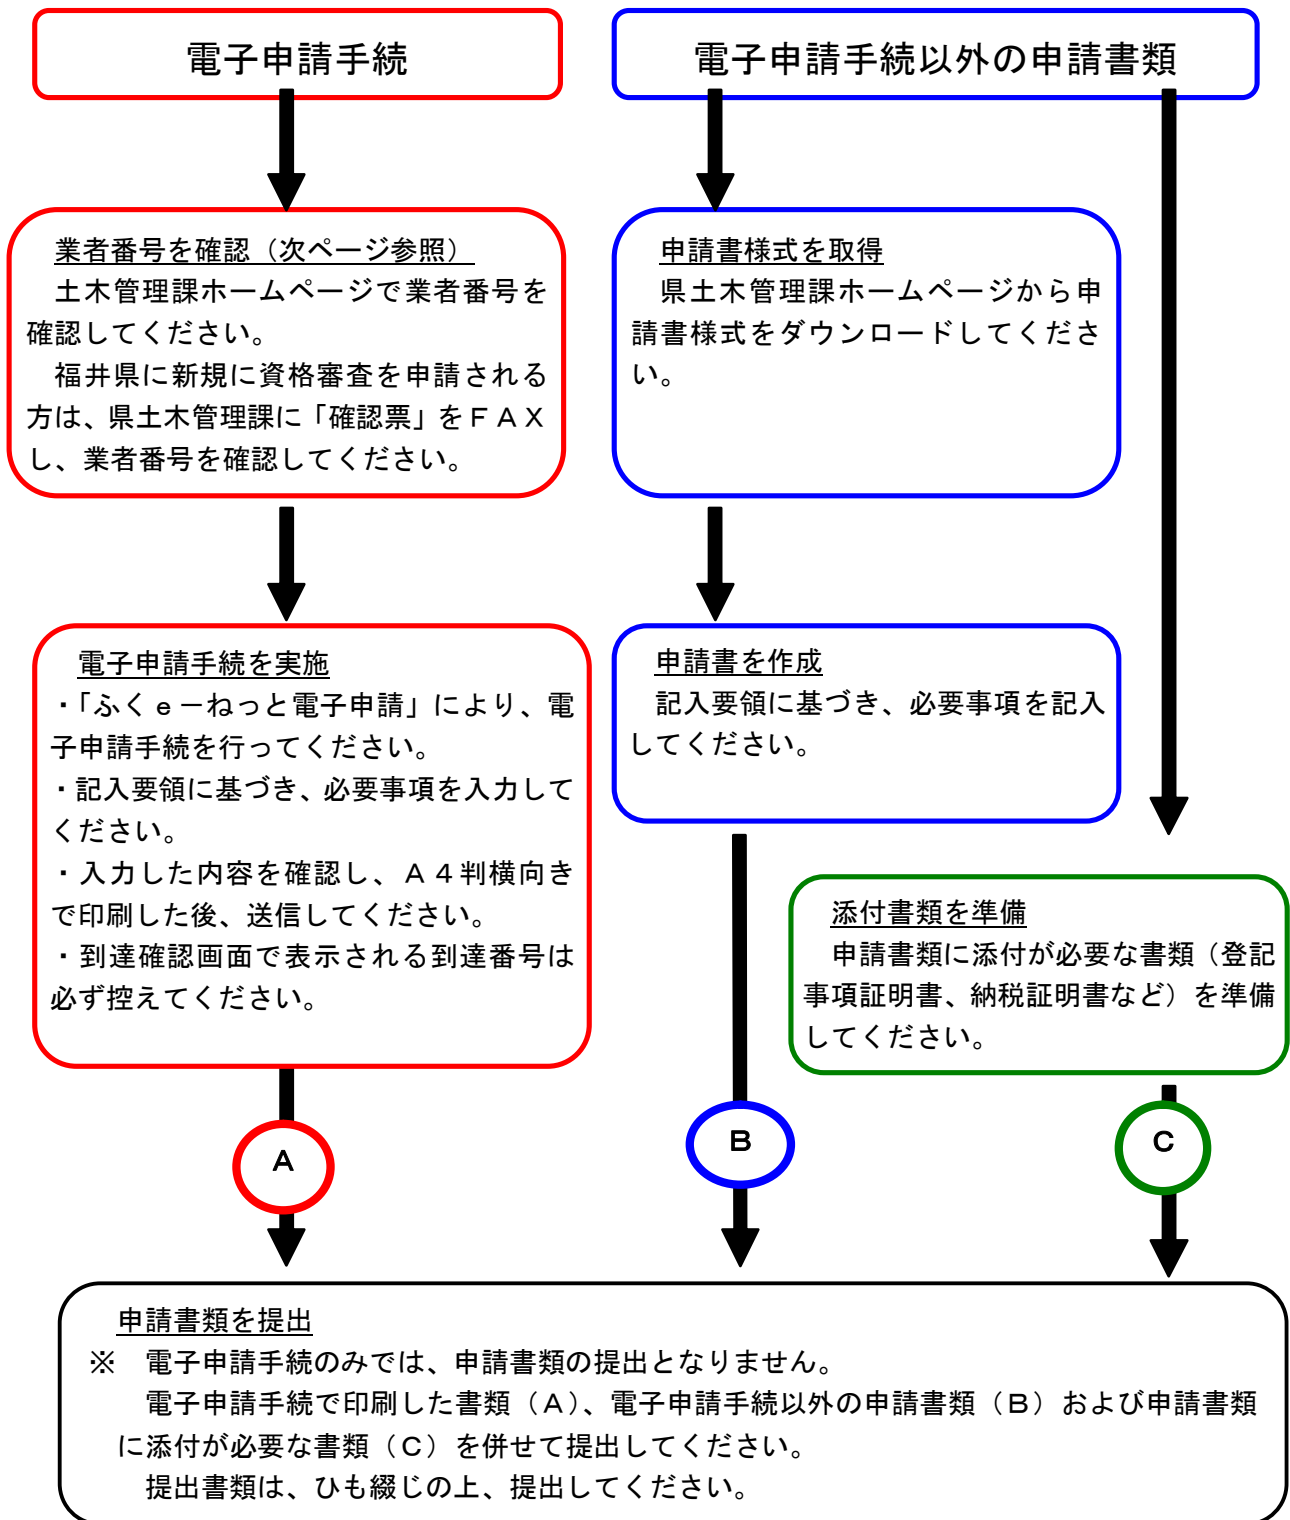 電子申請手続
電子申請手続以外の申請書類
業者番号を確認（次ページ参照）
土木管理課ホームページで業者番号を
確認してください。
福井県に新規に資格審査を申請される
方は、県土木管理課に「確認票」をＦＡＸ
し、業者番号を確認してください。
申請書様式を取得
県土木管理課ホームページから申
請書様式をダウンロードしてくださ
い。
電子申請手続を実施
・「ふくｅ－ねっと電子申請」により、電
子申請手続を行ってください。
・記入要領に基づき、必要事項を入力して
ください。
・入力した内容を確認し、Ａ４判横向き
で印刷した後、送信してください。
・到達確認画面で表示される到達番号は
必ず控えてください。
申請書を作成
記入要領に基づき、必要事項を記入
してください。
添付書類を準備
申請書類に添付が必要な書類（登記
事項証明書、納税証明書など）を準備
してください。
Ａ
Ｂ
Ｃ
申請書類を提出
※　電子申請手続のみでは、申請書類の提出となりません。
電子申請手続で印刷した書類（Ａ）、電子申請手続以外の申請書類（Ｂ）および申請書類
に添付が必要な書類（Ｃ）を併せて提出してください。
提出書類は、ひも綴じの上、提出してください。